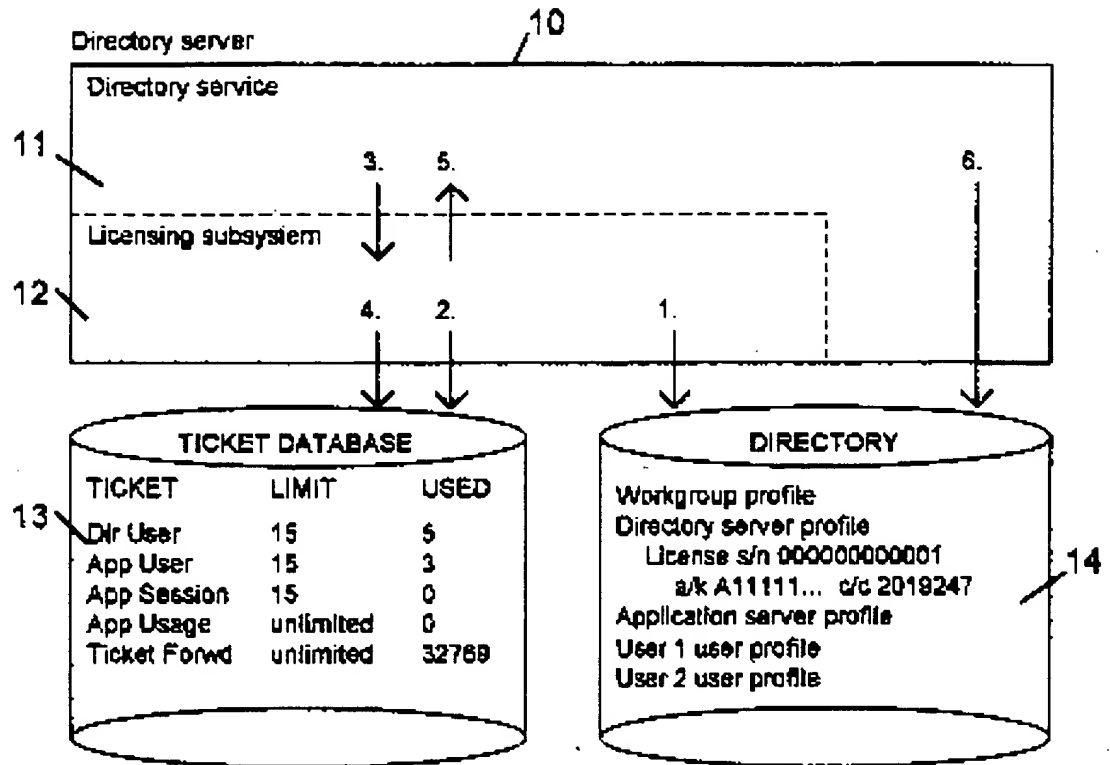 10
Directory server
Directory service
11
3. 5. 6.
Licensing subsystem
12
4. 2. 1.
TICKET DATABASE
TICKET LIMIT USED
13
Dir User 15 5
App User 15 3
App Session 15 0
App Usage unlimited 0
Ticket Forwd unlimited 32769
DIRECTORY
Workgroup profile
Directory server profile
License s/n 000000000001
a/k A11111... c/c 2019247
14
Application server profile
User 1 user profile
User 2 user profile